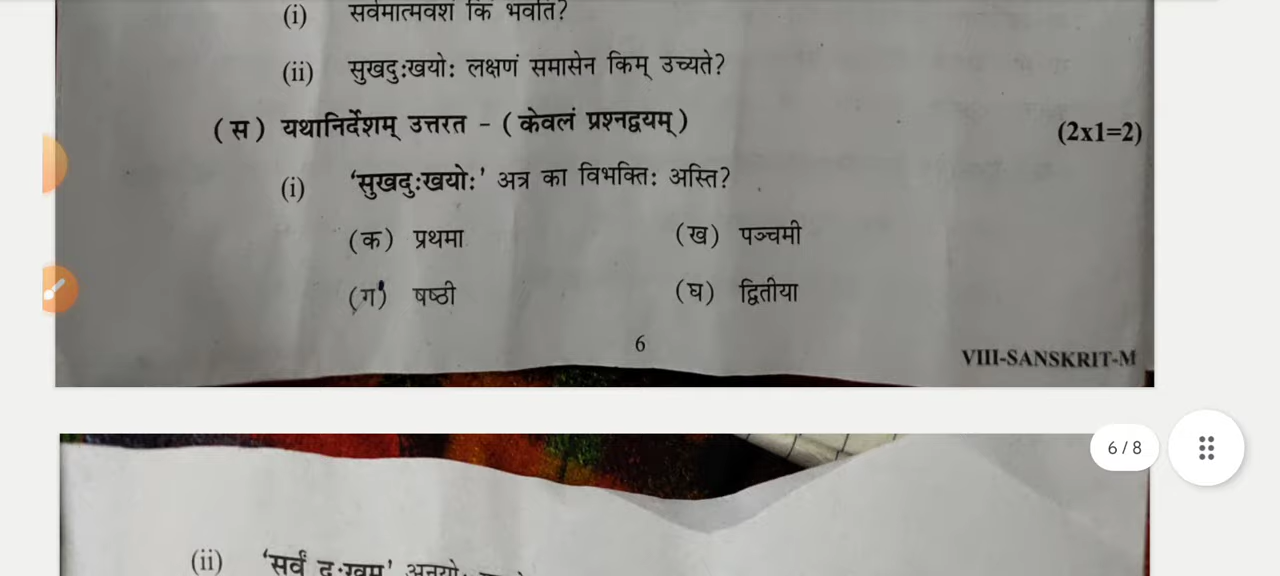 (i) सर्वमात्मवशं किं भवति?
(ii) सुखदुःखयोः लक्षणं समासेन किम् उच्यते?
(स) यथानिर्देशम् उत्तरत - (केवलं प्रश्नद्वयम्) (2x1=2)
(i) 'सुखदुःखयोः' अत्र का विभक्तिः अस्ति?
(क) प्रथमा (ख) पञ्चमी
(ग) षष्ठी (घ) द्वितीया
6
VIII-SANSKRIT-M
6 / 8
(ii) 'सर्वं दुःखम्' अनयोः